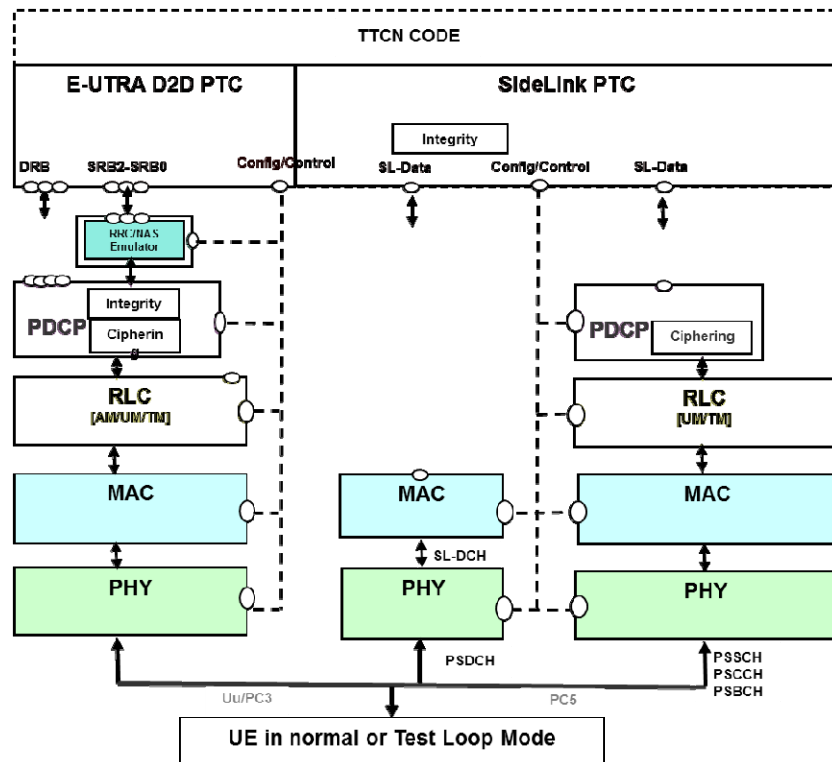 TTCN CODE
E-UTRA D2D PTC
SideLink PTC
Integrity
DRB
SRB2-SRB0
Config/Control
SL-Data
Config/Control
SL-Data
RRC/NAS
Emulator
Integrity
PDCP
Cipherin
g
PDCP
Ciphering
RLC
[AM/UM/TM]
RLC
[UM/TM]
MAC
MAC
MAC
SL-DCH
PHY
PHY
PHY
PSDCH
PSSCH
PSCCH
PSBCH
Uu/PC3
PC5
UE in normal or Test Loop Mode